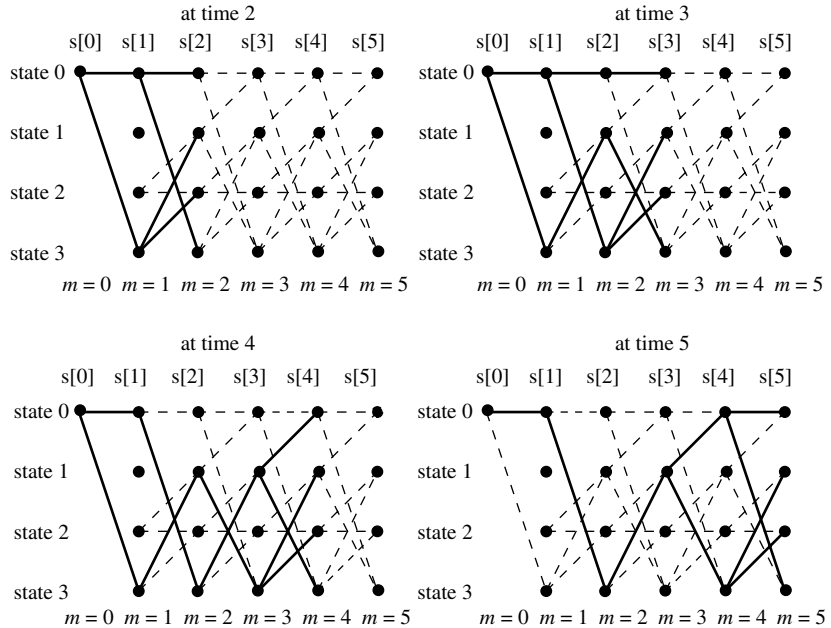 at time 2
s[0] s[1] s[2] s[3] s[4] s[5]
state 0
state 1
state 2
state 3
m = 0 m = 1 m = 2 m = 3 m = 4 m = 5
at time 3
s[0] s[1] s[2] s[3] s[4] s[5]
state 0
state 1
state 2
state 3
m = 0 m = 1 m = 2 m = 3 m = 4 m = 5
at time 4
s[0] s[1] s[2] s[3] s[4] s[5]
state 0
state 1
state 2
state 3
m = 0 m = 1 m = 2 m = 3 m = 4 m = 5
at time 5
s[0] s[1] s[2] s[3] s[4] s[5]
state 0
state 1
state 2
state 3
m = 0 m = 1 m = 2 m = 3 m = 4 m = 5